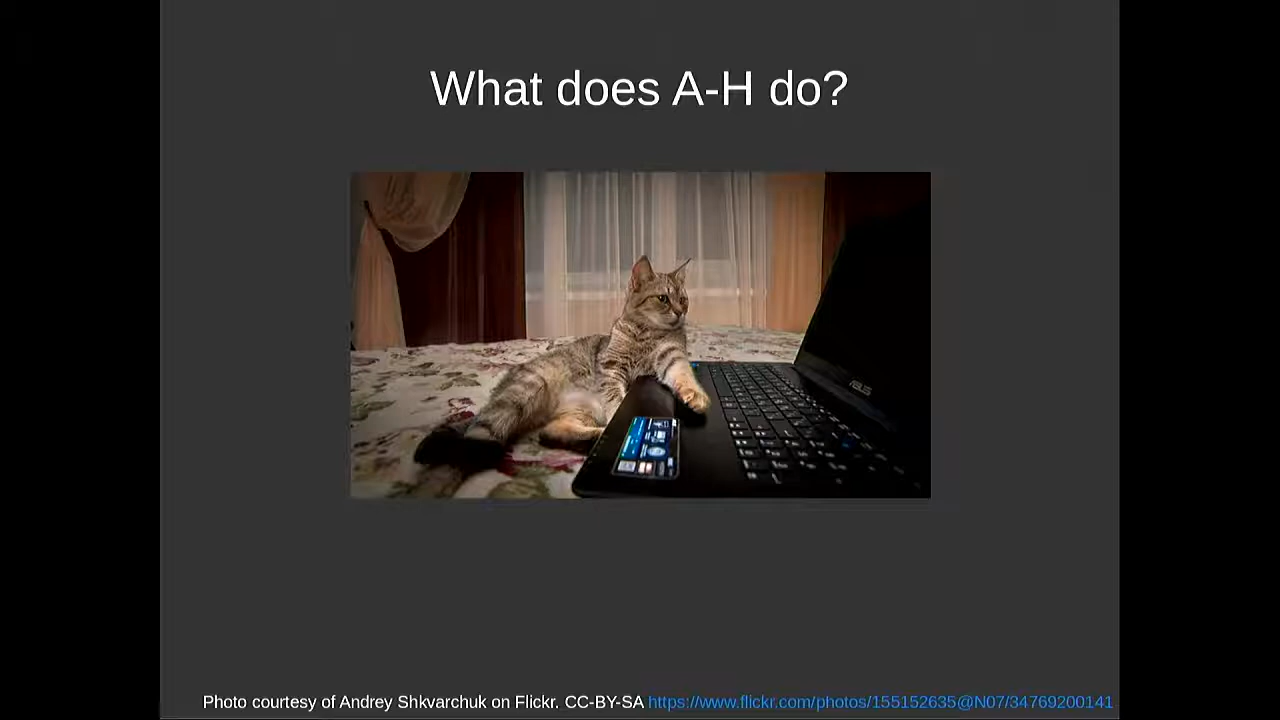 What does A-H do?
ASUS
Photo courtesy of Andrey Shkvarchuk on Flickr. CC-BY-SA https://www.flickr.com/photos/155152635@N07/34769200141